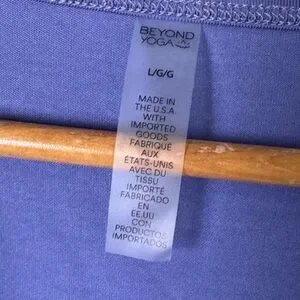 BEYOND
YOGA
L/G/G
MADE IN
THE U.S.A
WITH
IMPORTED
GOODS
FABRIQUÉ
AUX
ÉTATS-UNIS
AVEC DU
TISSU
IMPORTÉ
FABRICADO
EN
EE.UU
CON
PRODUCTOS
IMPORTADOS